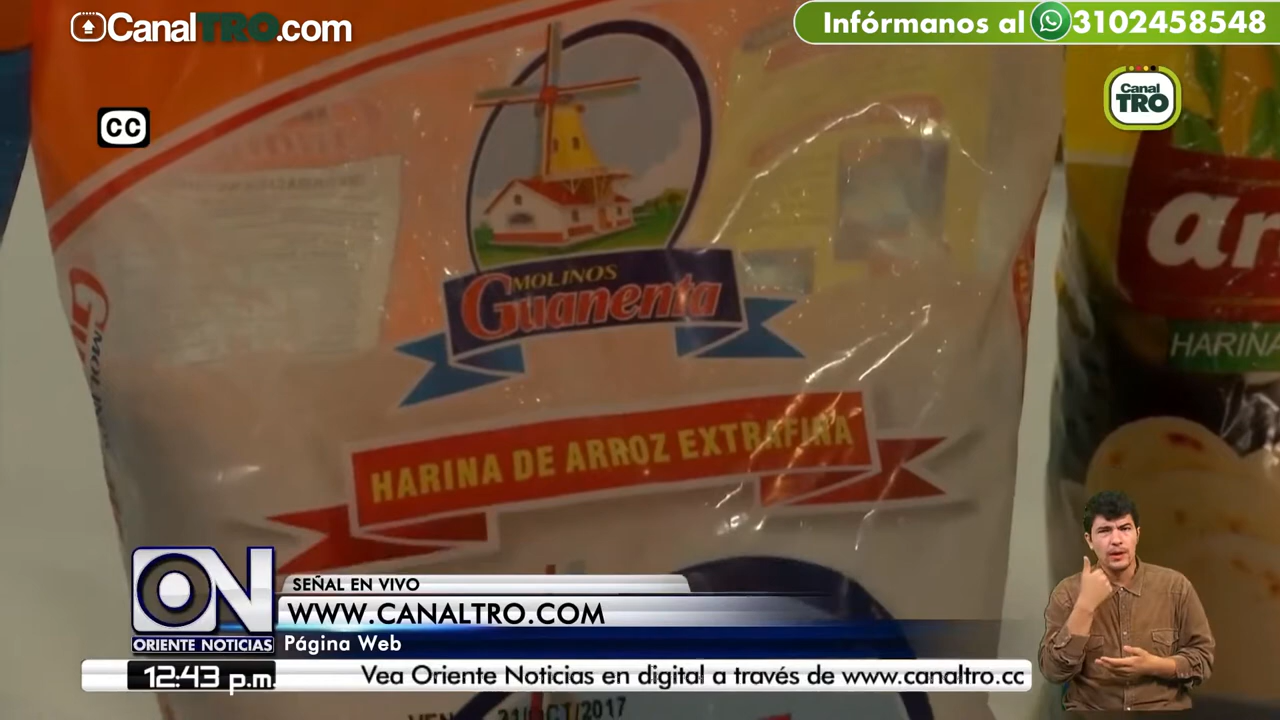 CanalTRO.com
Infórmanos al 3102458548
CC
Canal
TRO
MOLINOS
Guanenta
HARINA DE ARROZ EXTRAFINA
ar
HARINA
ON
ORIENTE NOTICIAS
SEÑAL EN VIVO
WWW.CANALTRO.COM
Página Web
12:43 p.m.
Vea Oriente Noticias en digital a través de www.canaltro.cc
/2017